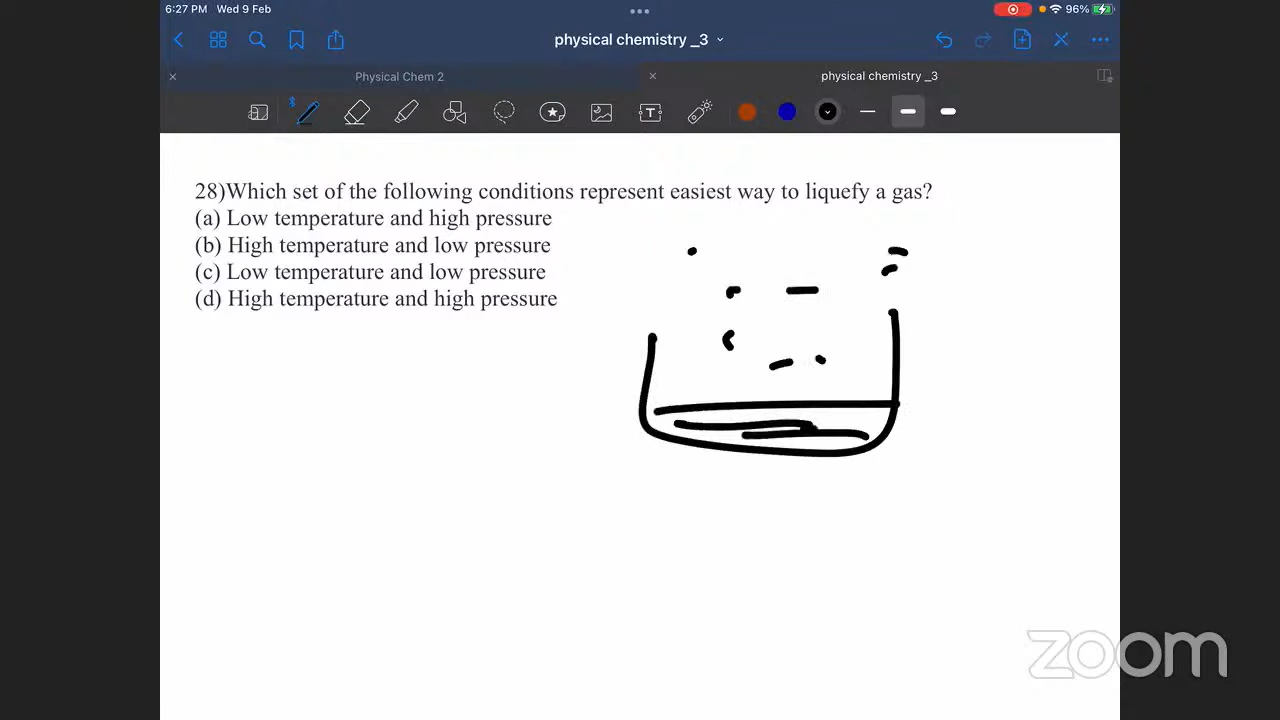 6:27 PM Wed 9 Feb
96%
physical chemistry _3
Physical Chem 2
physical chemistry _3
28)Which set of the following conditions represent easiest way to liquefy a gas?
(a) Low temperature and high pressure
(b) High temperature and low pressure
(c) Low temperature and low pressure
(d) High temperature and high pressure
zoom